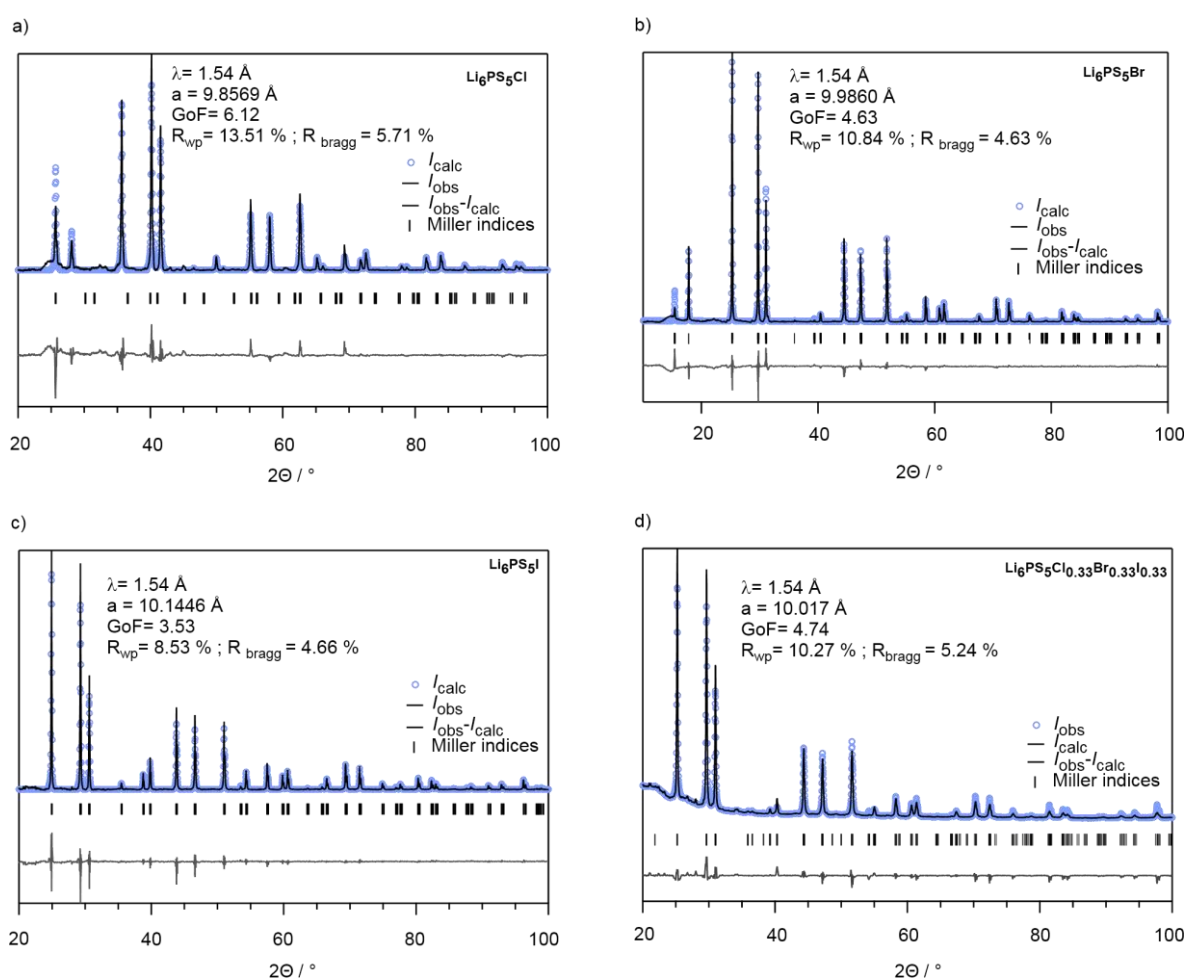 a)
Li₆PS₅Cl
λ= 1.54 Å
a = 9.8569 Å
GoF= 6.12
Rwp= 13.51 % ; R bragg = 5.71 %
Icalc
Iobs
Iobs-Icalc
Miller indices
20 40 60 80 100
2Θ / °
b)
Li₆PS₅Br
λ= 1.54 Å
a = 9.9860 Å
GoF = 4.63
Rwp= 10.84 % ; R bragg = 4.63 %
Icalc
Iobs
Iobs-Icalc
Miller indices
20 40 60 80 100
2Θ / °
c)
Li₆PS₅I
λ= 1.54 Å
a = 10.1446 Å
GoF = 3.53
Rwp= 8.53 % ; R bragg = 4.66 %
Icalc
Iobs
Iobs-Icalc
Miller indices
20 40 60 80 100
2Θ / °
d)
Li₆PS₅Cl₀.₃₃Br₀.₃₃I₀.₃₃
λ= 1.54 Å
a = 10.017 Å
GoF = 4.74
Rwp= 10.27 % ; Rbragg = 5.24 %
Iobs
Icalc
Iobs-Icalc
Miller indices
20 40 60 80 100
2Θ / °